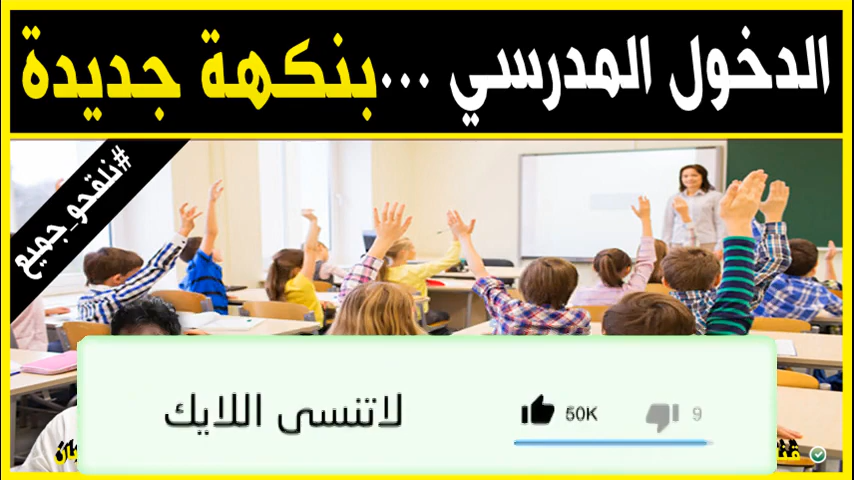 الدخول المدرسي ...بنكهة جديدة
#نلقحو_جميع
لاتنسى اللايك
50K
9